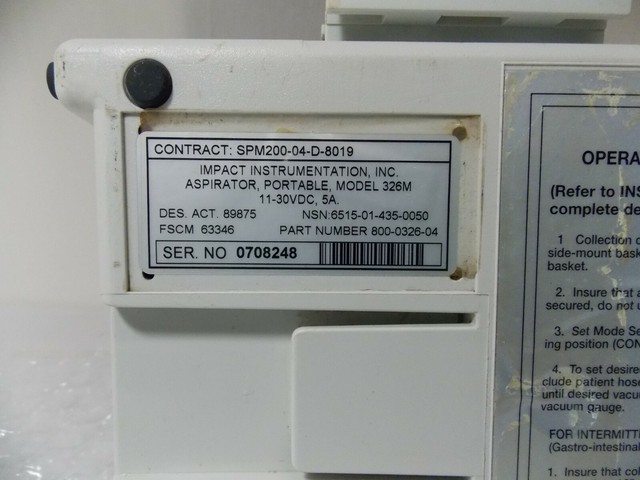 CONTRACT: SPM200-04-D-8019
IMPACT INSTRUMENTATION, INC.
ASPIRATOR, PORTABLE, MODEL 326M
11-30VDC, 5A.
DES. ACT. 89875 NSN:6515-01-435-0050
FSCM 63346 PART NUMBER 800-0326-04
SER. NO 0708248
OPERA
(Refer to INS
complete de
1 Collection c
side-mount bask
basket.
2. Insure that a
secured, do not u
3. Set Mode Se
ing position (CON
4. To set desire
clude patient hose
until desired vacu
vacuum gauge.
FOR INTERMITTE
(Gastro-intestinal
1. Insure that col